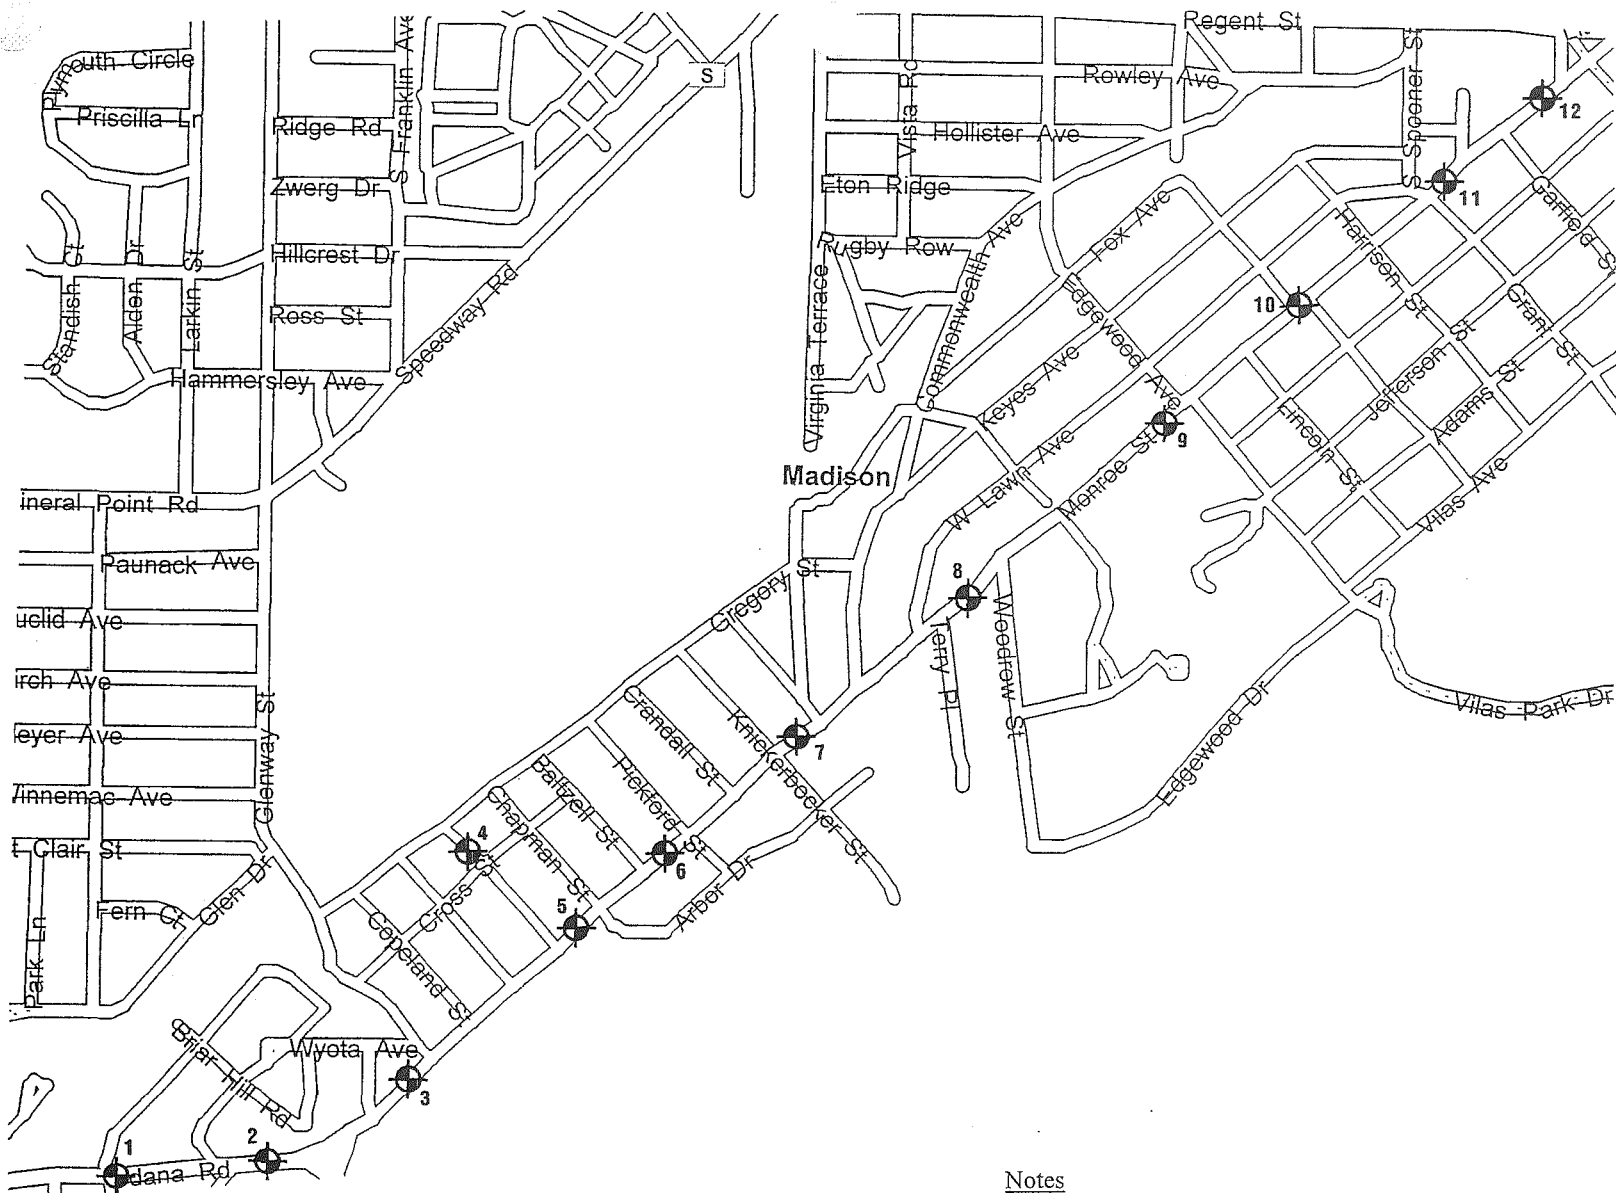 Regent St
Plymouth Circle
S Franklin Ave
S
Rowley Ave
S Spooner St
12
Priscilla Ln
Ridge Rd
Vista Rd
Hollister Ave
Zwerg Dr
Eton Ridge
11
Garfield St
Standish Ct
Alden Dr
Larkin St
Hillcrest Dr
Rugby Row
Commonwealth Ave
Fox Ave
Harrison St
Ross St
Speedway Rd
Virginia Terrace
Edgewood Ave
10
Grant St
Hammersley Ave
Keyes Ave
Jefferson St
Adams St
Lincoln St
9
Madison
W Lawn Ave
Monroe St
Vilas Ave
ineral Point Rd
Paunack Ave
Gregory St
8
uclid Ave
Terry Pl
Woodrow St
irch Ave
Glenway St
Crandall St
Knickerbocker St
Edgewood Dr
Vilas Park Dr
eyer Ave
7
Pickford St
Baltzell St
Chapman St
innemac Ave
t Clair St
4
6
Cross St
Arbor Dr
Glen Dr
Fern Ct
5
Copeland St
Park Ln
Briar Hill Rd
Wyota Ave
3
2
1
dana Rd
Notes